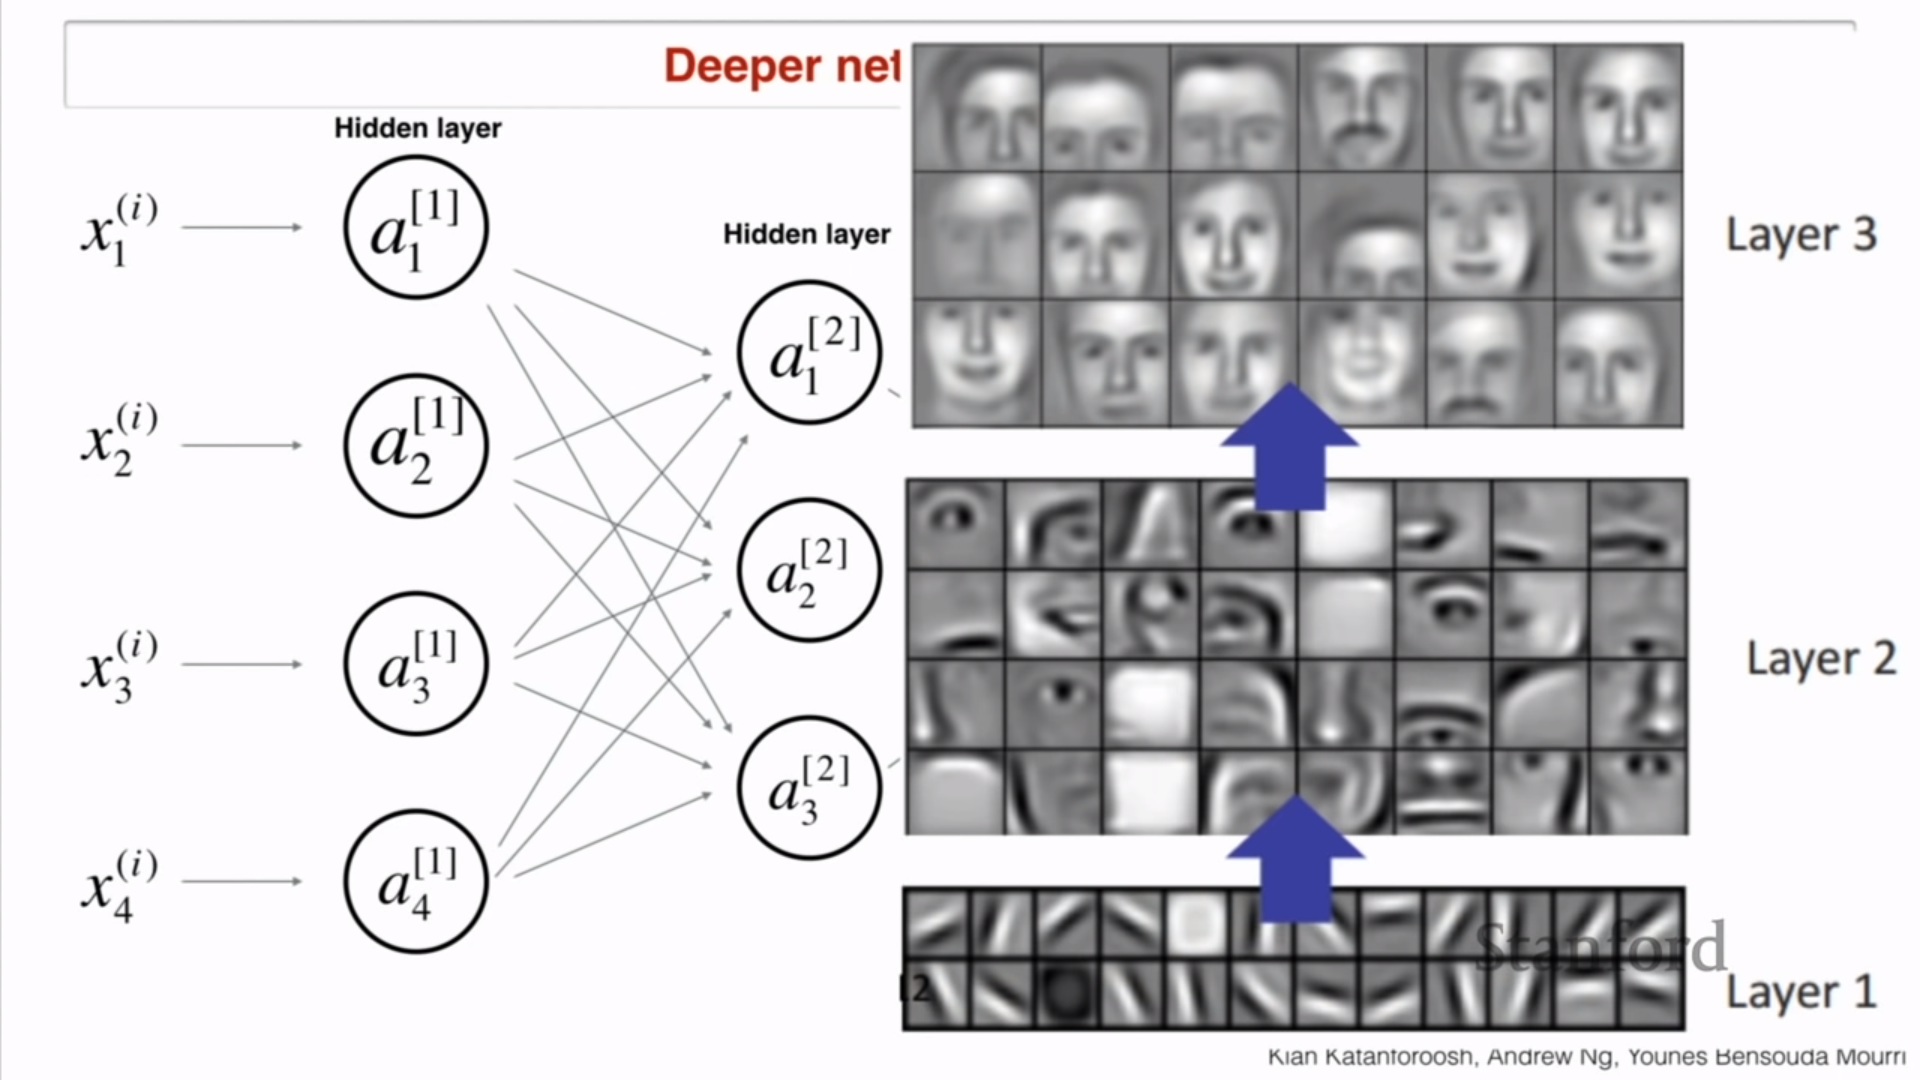 Deeper net
Hidden layer
Hidden layer
x_1^{(i)}
x_2^{(i)}
x_3^{(i)}
x_4^{(i)}
a_1^{[1]}
a_2^{[1]}
a_3^{[1]}
a_4^{[1]}
a_1^{[2]}
a_2^{[2]}
a_3^{[2]}
Layer 3
Layer 2
Stanford
Layer 1
Kian Katanforoosh, Andrew Ng, Younes Bensouda Mourri